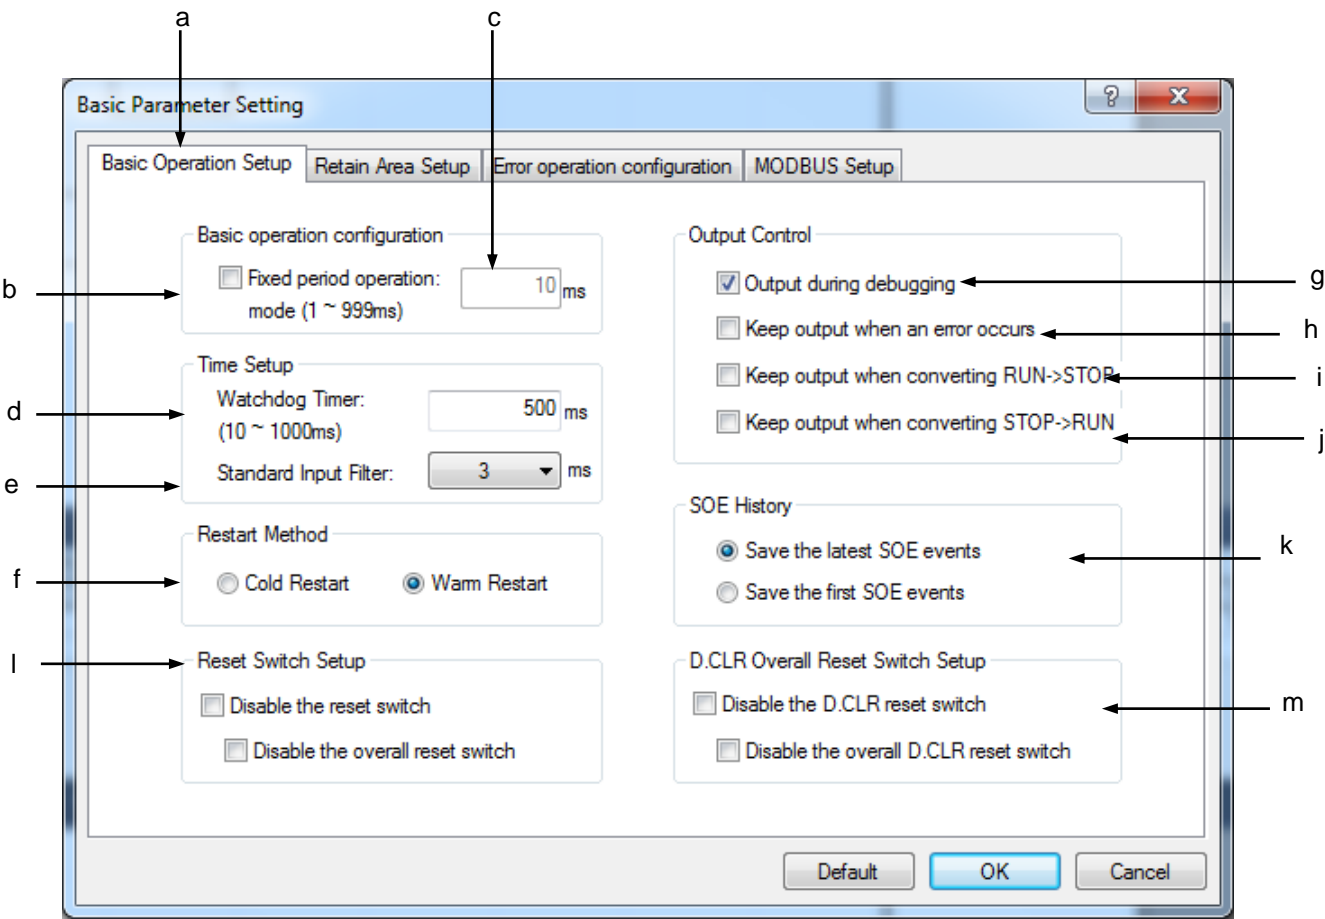 a
c
Basic Parameter Setting
?
x
Basic Operation Setup
Retain Area Setup
Error operation configuration
MODBUS Setup
Basic operation configuration
b
Fixed period operation:
mode (1 ~ 999ms)
10 ms
Time Setup
d
Watchdog Timer:
(10 ~ 1000ms)
500 ms
e
Standard Input Filter:
3 ms
Restart Method
f
Cold Restart
Warm Restart
l
Reset Switch Setup
Disable the reset switch
Disable the overall reset switch
Output Control
Output during debugging
g
Keep output when an error occurs
h
Keep output when converting RUN->STOP
i
Keep output when converting STOP->RUN
j
SOE History
Save the latest SOE events
k
Save the first SOE events
D.CLR Overall Reset Switch Setup
Disable the D.CLR reset switch
m
Disable the overall D.CLR reset switch
Default
OK
Cancel